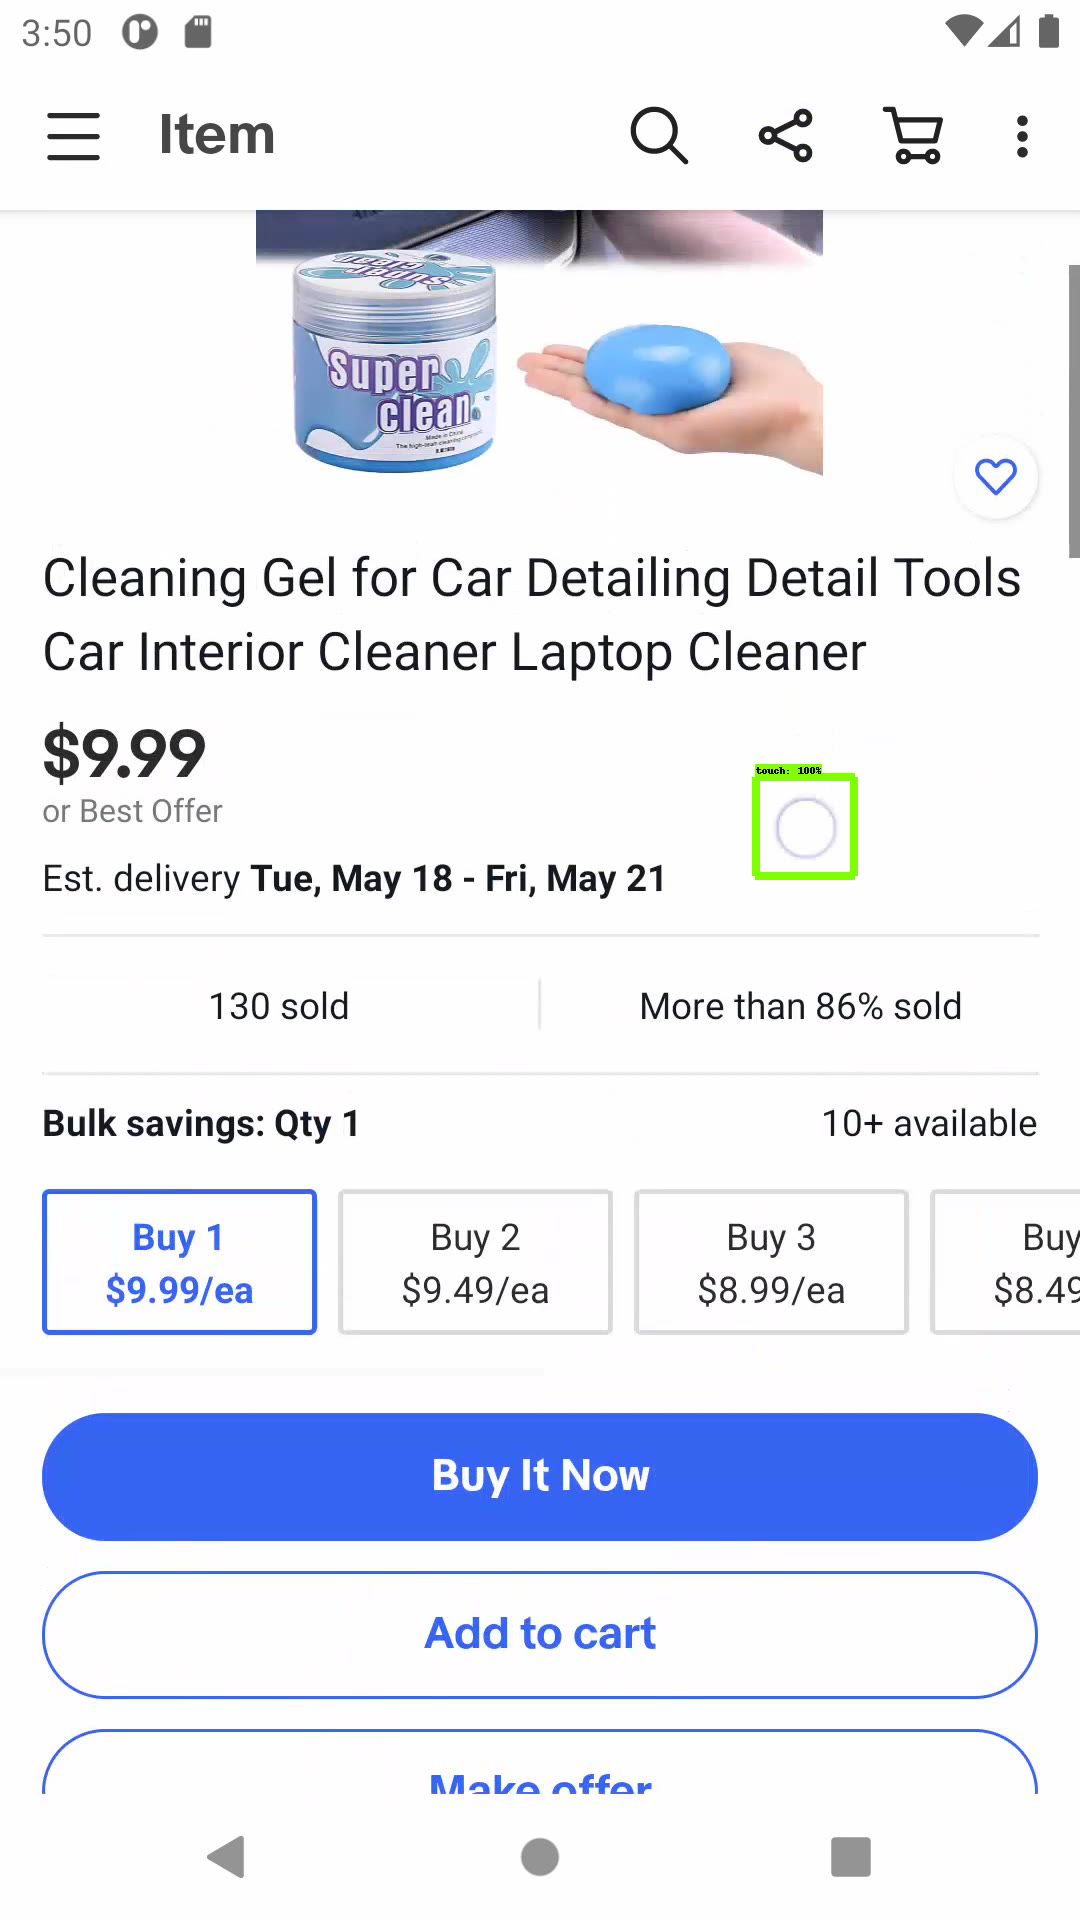 3:50
Item
Super
clean
Made in China
Cleaning Gel for Car Detailing Detail Tools
Car Interior Cleaner Laptop Cleaner
$9.99
or Best Offer
touch: 100%
Est. delivery Tue, May 18 - Fri, May 21
130 sold
More than 86% sold
Bulk savings: Qty 1
10+ available
Buy 1
$9.99/ea
Buy 2
$9.49/ea
Buy 3
$8.99/ea
Buy
$8.49
Buy It Now
Add to cart
Make offer